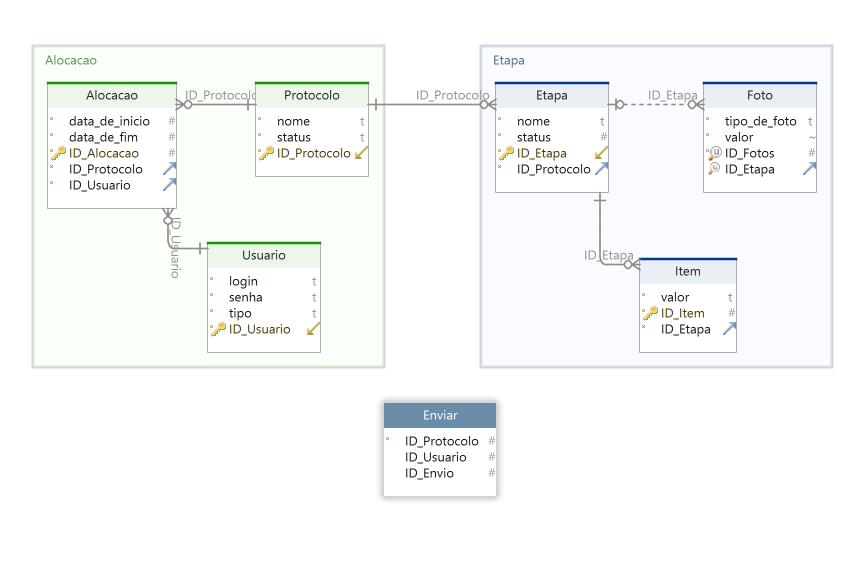 Alocacao
Alocacao
* data_de_inicio #
* data_de_fim #
* ID_Alocacao #
* ID_Protocolo
* ID_Usuario
ID_Protocolo
Protocolo
* nome t
* status t
* ID_Protocolo
ID_Usuario
Usuario
* login t
* senha t
* tipo t
* ID_Usuario
ID_Protocolo
Etapa
Etapa
* nome t
* status #
* ID_Etapa
* ID_Protocolo
ID_Etapa
Foto
* tipo_de_foto t
* valor ~
* u ID_Fotos #
u ID_Etapa
ID_Etapa
Item
* valor t
* ID_Item #
* ID_Etapa
Enviar
* ID_Protocolo #
ID_Usuario #
ID_Envio #